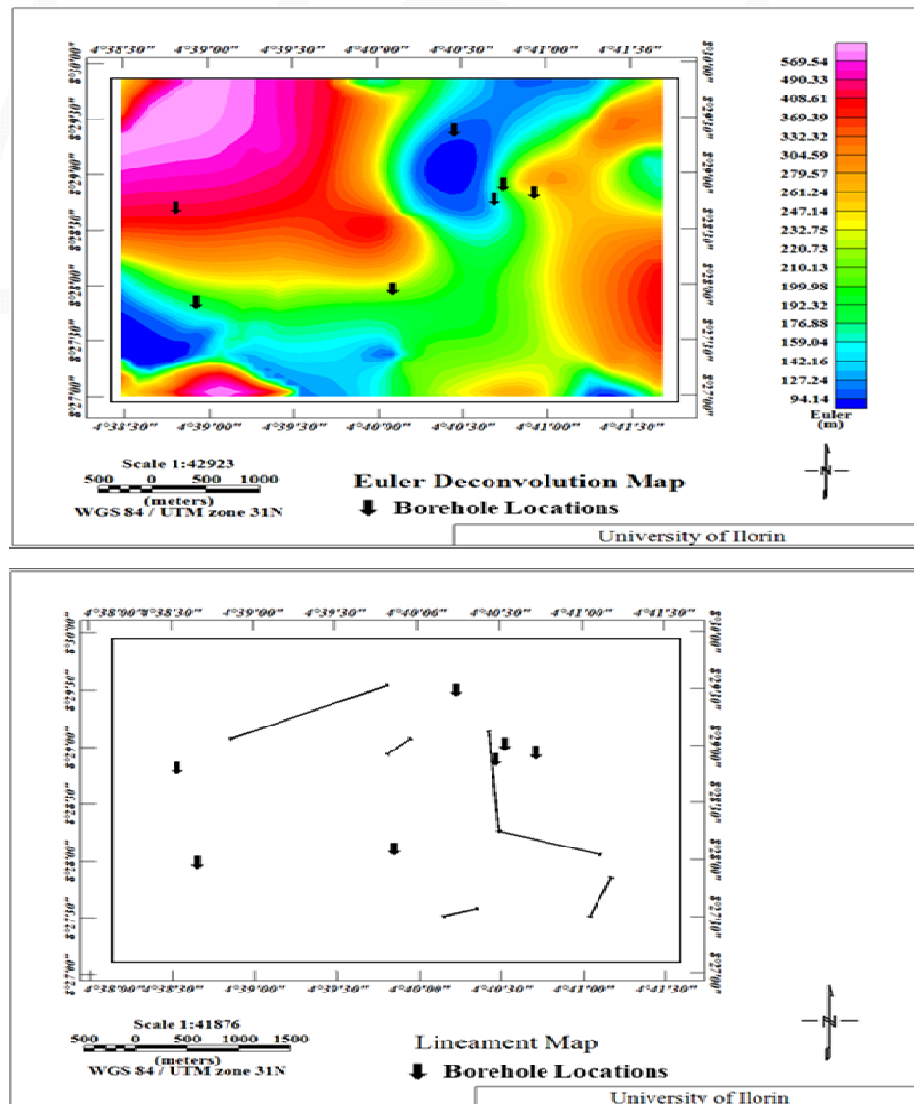 4°38'30" 4°39'00" 4°39'30" 4°40'00" 4°40'30" 4°41'00" 4°41'30"
569.54
490.33
408.61
369.39
332.32
304.59
279.57
261.24
247.14
232.75
220.73
210.13
199.98
192.32
176.88
159.04
142.16
127.24
94.14
Euler
(m)
4°38'30" 4°39'00" 4°39'30" 4°40'00" 4°40'30" 4°41'00" 4°41'30"
Scale 1:42923
500 0 500 1000
(meters)
WGS 84 / UTM zone 31N
Euler Deconvolution Map
Borehole Locations
N
University of Ilorin
4°38'00" 4°38'30" 4°39'00" 4°39'30" 4°40'00" 4°40'30" 4°41'00" 4°41'30"
4°38'00" 4°38'30" 4°39'00" 4°39'30" 4°40'00" 4°40'30" 4°41'00" 4°41'30"
Scale 1:41876
500 0 500 1000 1500
(meters)
WGS 84 / UTM zone 31N
Lineament Map
Borehole Locations
N
University of Ilorin